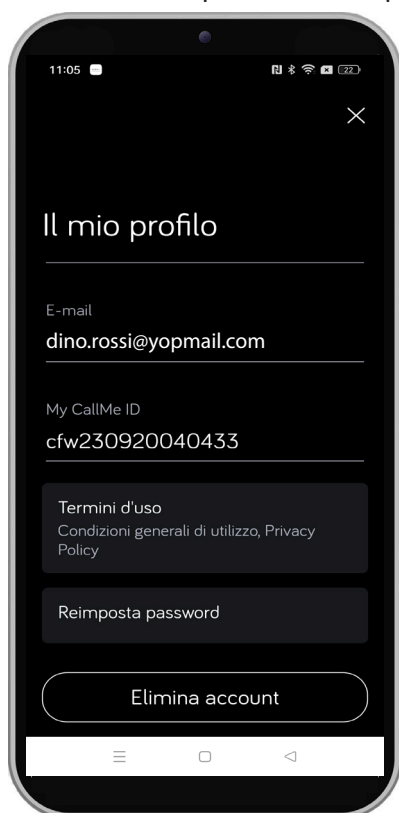 11:05
22
Il mio profilo
E-mail
dino.rossi@yopmail.com
My CallMe ID
cfw230920040433
Termini d'uso
Condizioni generali di utilizzo, Privacy
Policy
Reimposta password
Elimina account